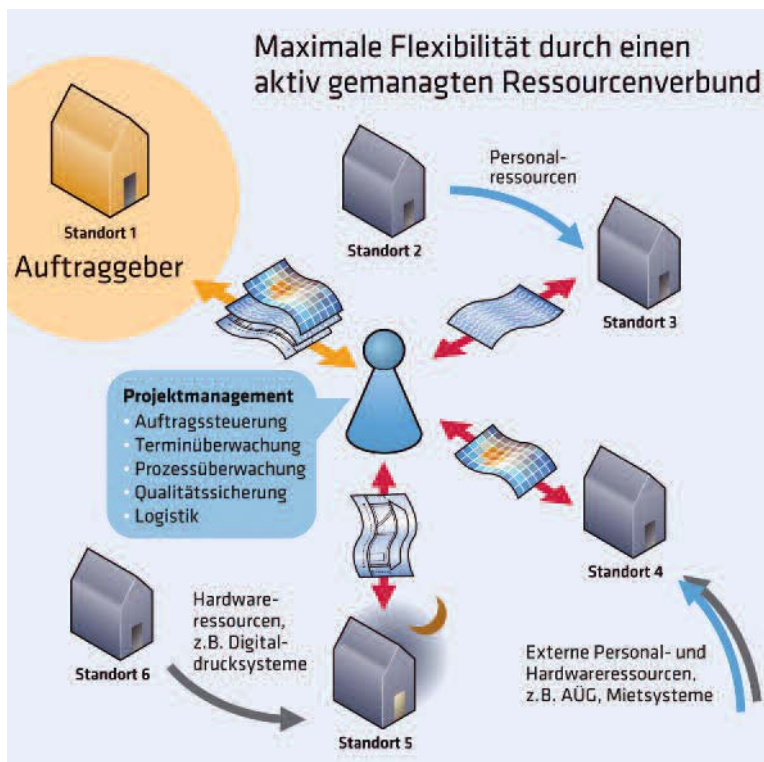 Maximale Flexibilität durch einen
aktiv gemanagten Ressourcenverbund
Standort 1
Auftraggeber
Standort 2
Personal-
ressourcen
Standort 3
Projektmanagement
• Auftragssteuerung
• Terminüberwachung
• Prozessüberwachung
• Qualitätssicherung
• Logistik
Standort 4
Standort 6
Hardware-
ressourcen,
z.B. Digital-
drucksysteme
Standort 5
Externe Personal- und
Hardwareressourcen,
z.B. AÜG, Mietsysteme